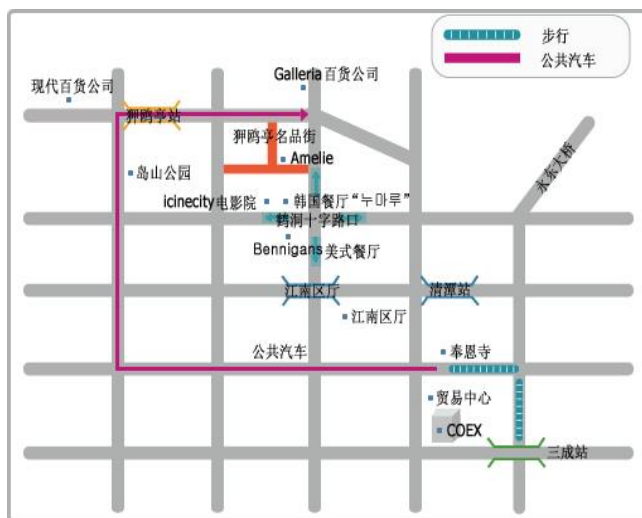 步行
公共汽车
Galleria百货公司
现代百货公司
狎鸥亭站
狎鸥亭名品街
Amelie
岛山公园
永东大桥
icinecity电影院
韩国餐厅“누마루”
鹤洞十字路口
Bennigans美式餐厅
江南区厅
清潭站
江南区厅
公共汽车
奉恩寺
贸易中心
COEX
三成站